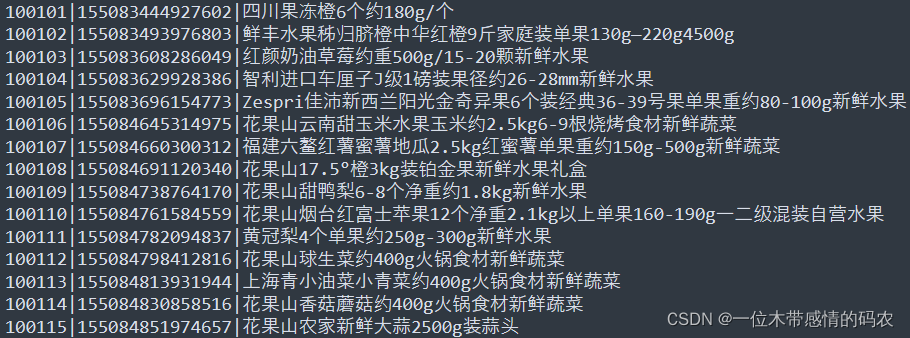 100101|155083444927602|四川果冻橙6个约180g/个
100102|155083493976803|鲜丰水果秭归脐橙中华红橙9斤家庭装单果130g—220g4500g
100103|155083608286049|红颜奶油草莓约重500g/15-20颗新鲜水果
100104|155083629928386|智利进口车厘子J级1磅装果径约26-28mm新鲜水果
100105|155083696154773|Zespri佳沛新西兰阳光金奇异果6个装经典36-39号果单果重约80-100g新鲜水果
100106|155084645314975|花果山云南甜玉米水果玉米约2.5kg6-9根烧烤食材新鲜蔬菜
100107|155084660300312|福建六鳌红薯蜜薯地瓜2.5kg红蜜薯单果重约150g-500g新鲜蔬菜
100108|155084691120340|花果山17.5°橙3kg装铂金果新鲜水果礼盒
100109|155084738764170|花果山甜鸭梨6-8个净重约1.8kg新鲜水果
100110|155084761584559|花果山烟台红富士苹果12个净重2.1kg以上单果160-190g一二级混装自营水果
100111|155084782094837|黄冠梨4个单果约250g-300g新鲜水果
100112|155084798412816|花果山球生菜约400g火锅食材新鲜蔬菜
100113|155084813931944|上海青小油菜小青菜约400g火锅食材新鲜蔬菜
100114|155084830858516|花果山香菇蘑菇约400g火锅食材新鲜蔬菜
100115|155084851974657|花果山农家新鲜大蒜2500g装蒜头
CSDN @一位木带感情的码农